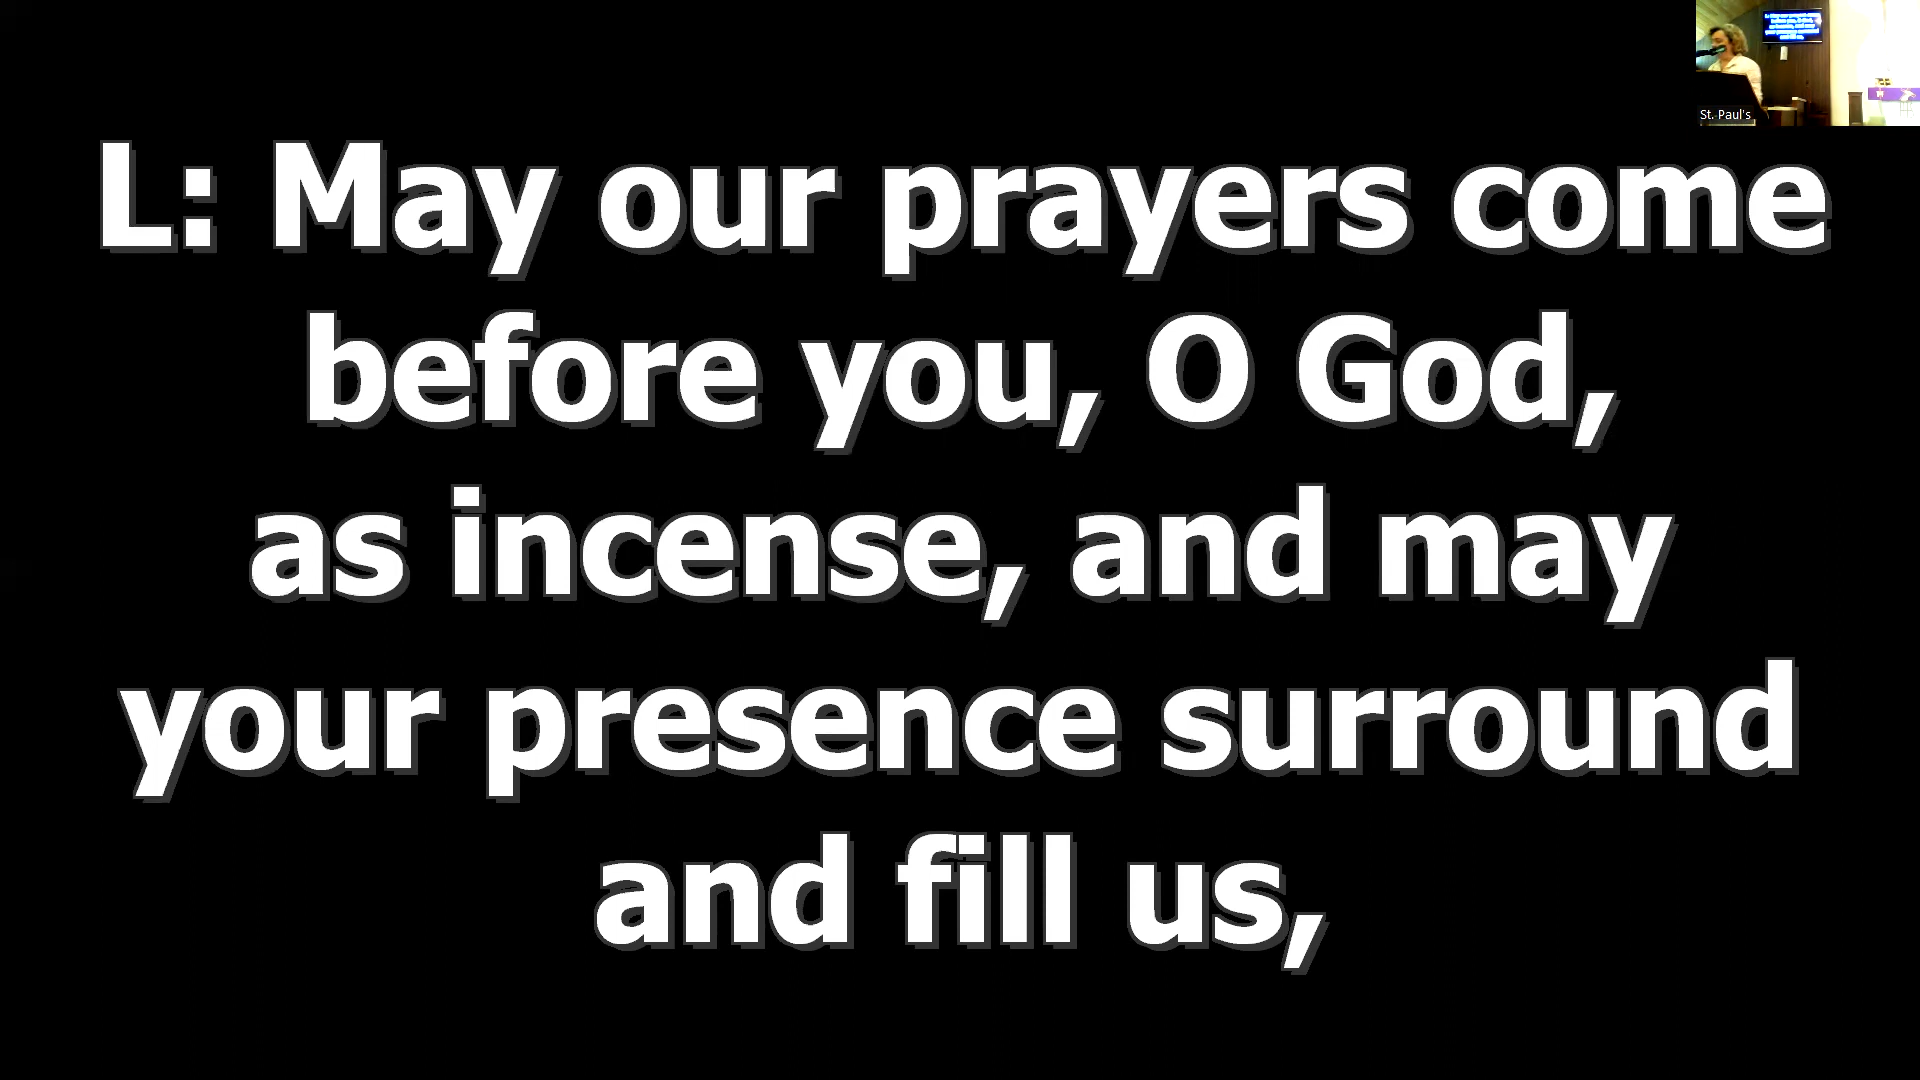 L: May our prayers come
before you, O God,
as incense, and may
your presence surround
and fill us,
St. Paul's